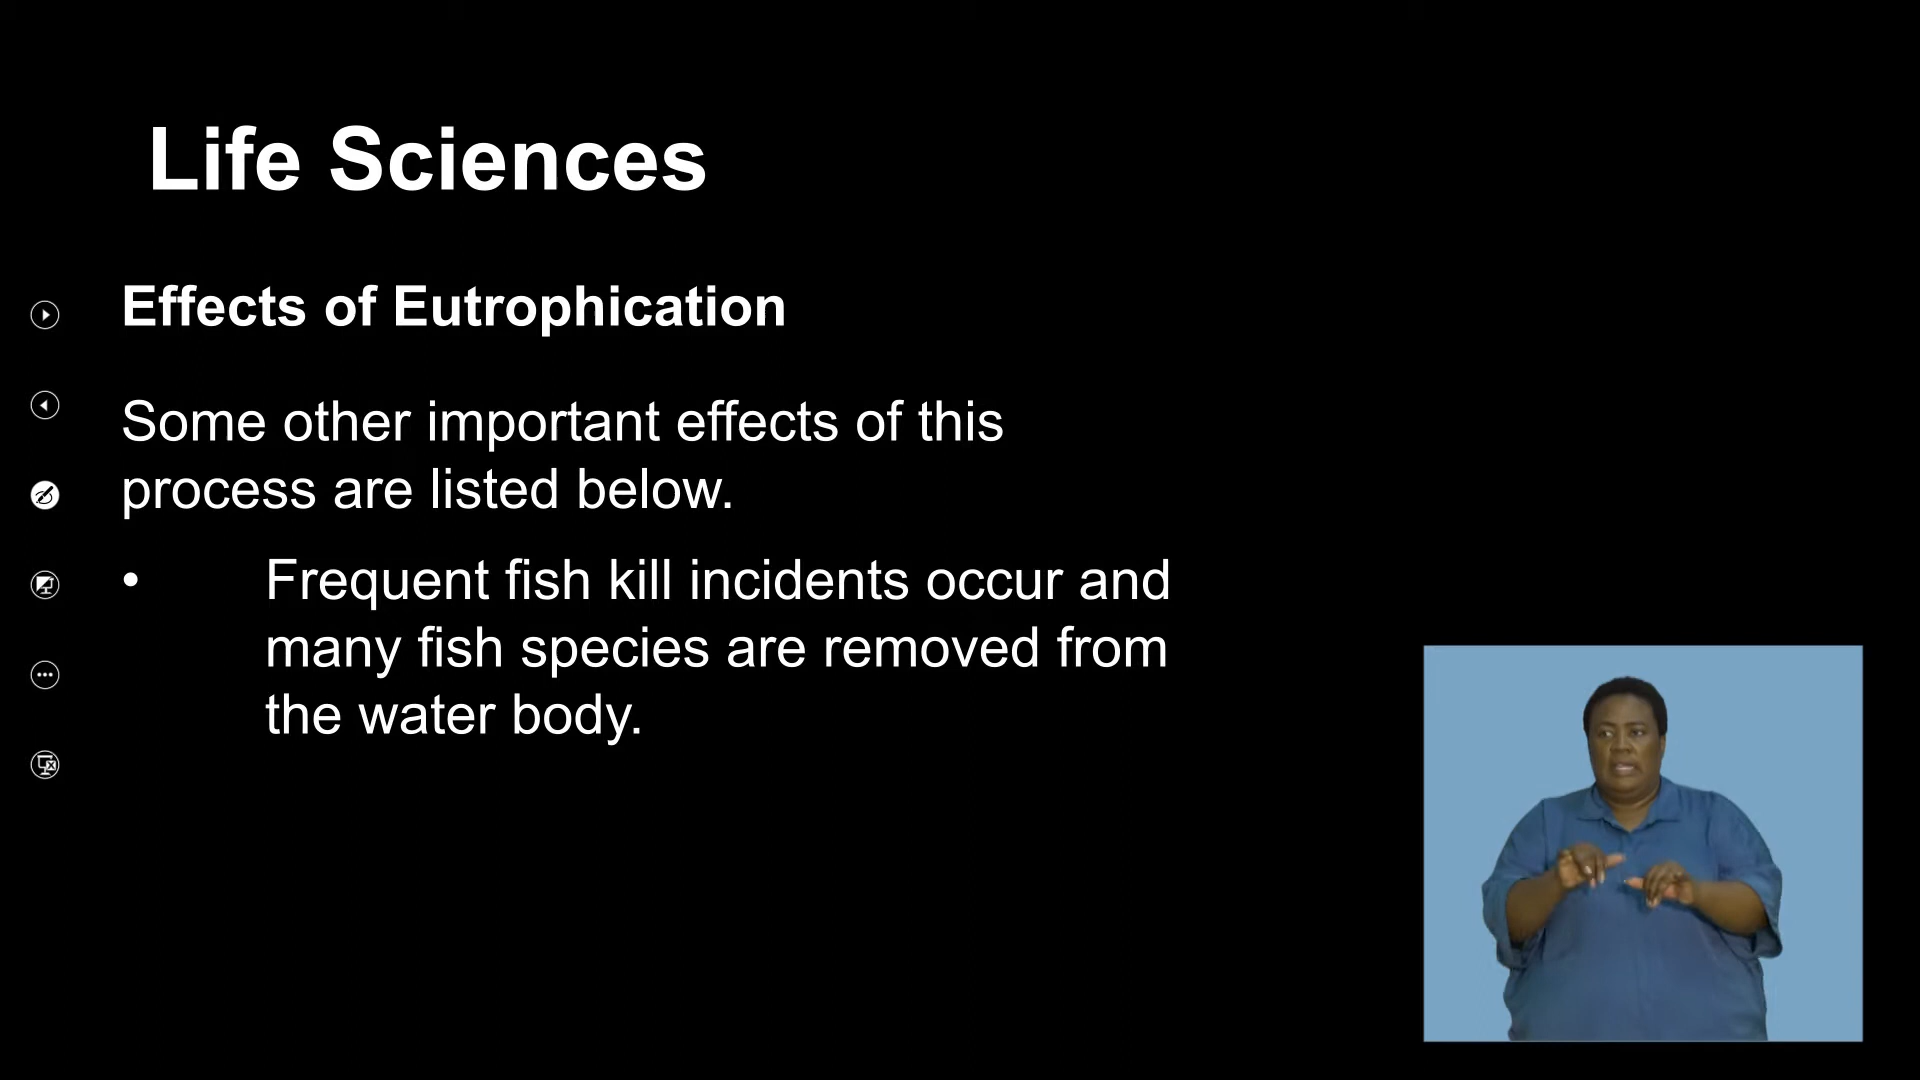 Life Sciences
Effects of Eutrophication
Some other important effects of this
process are listed below.
• Frequent fish kill incidents occur and
many fish species are removed from
the water body.